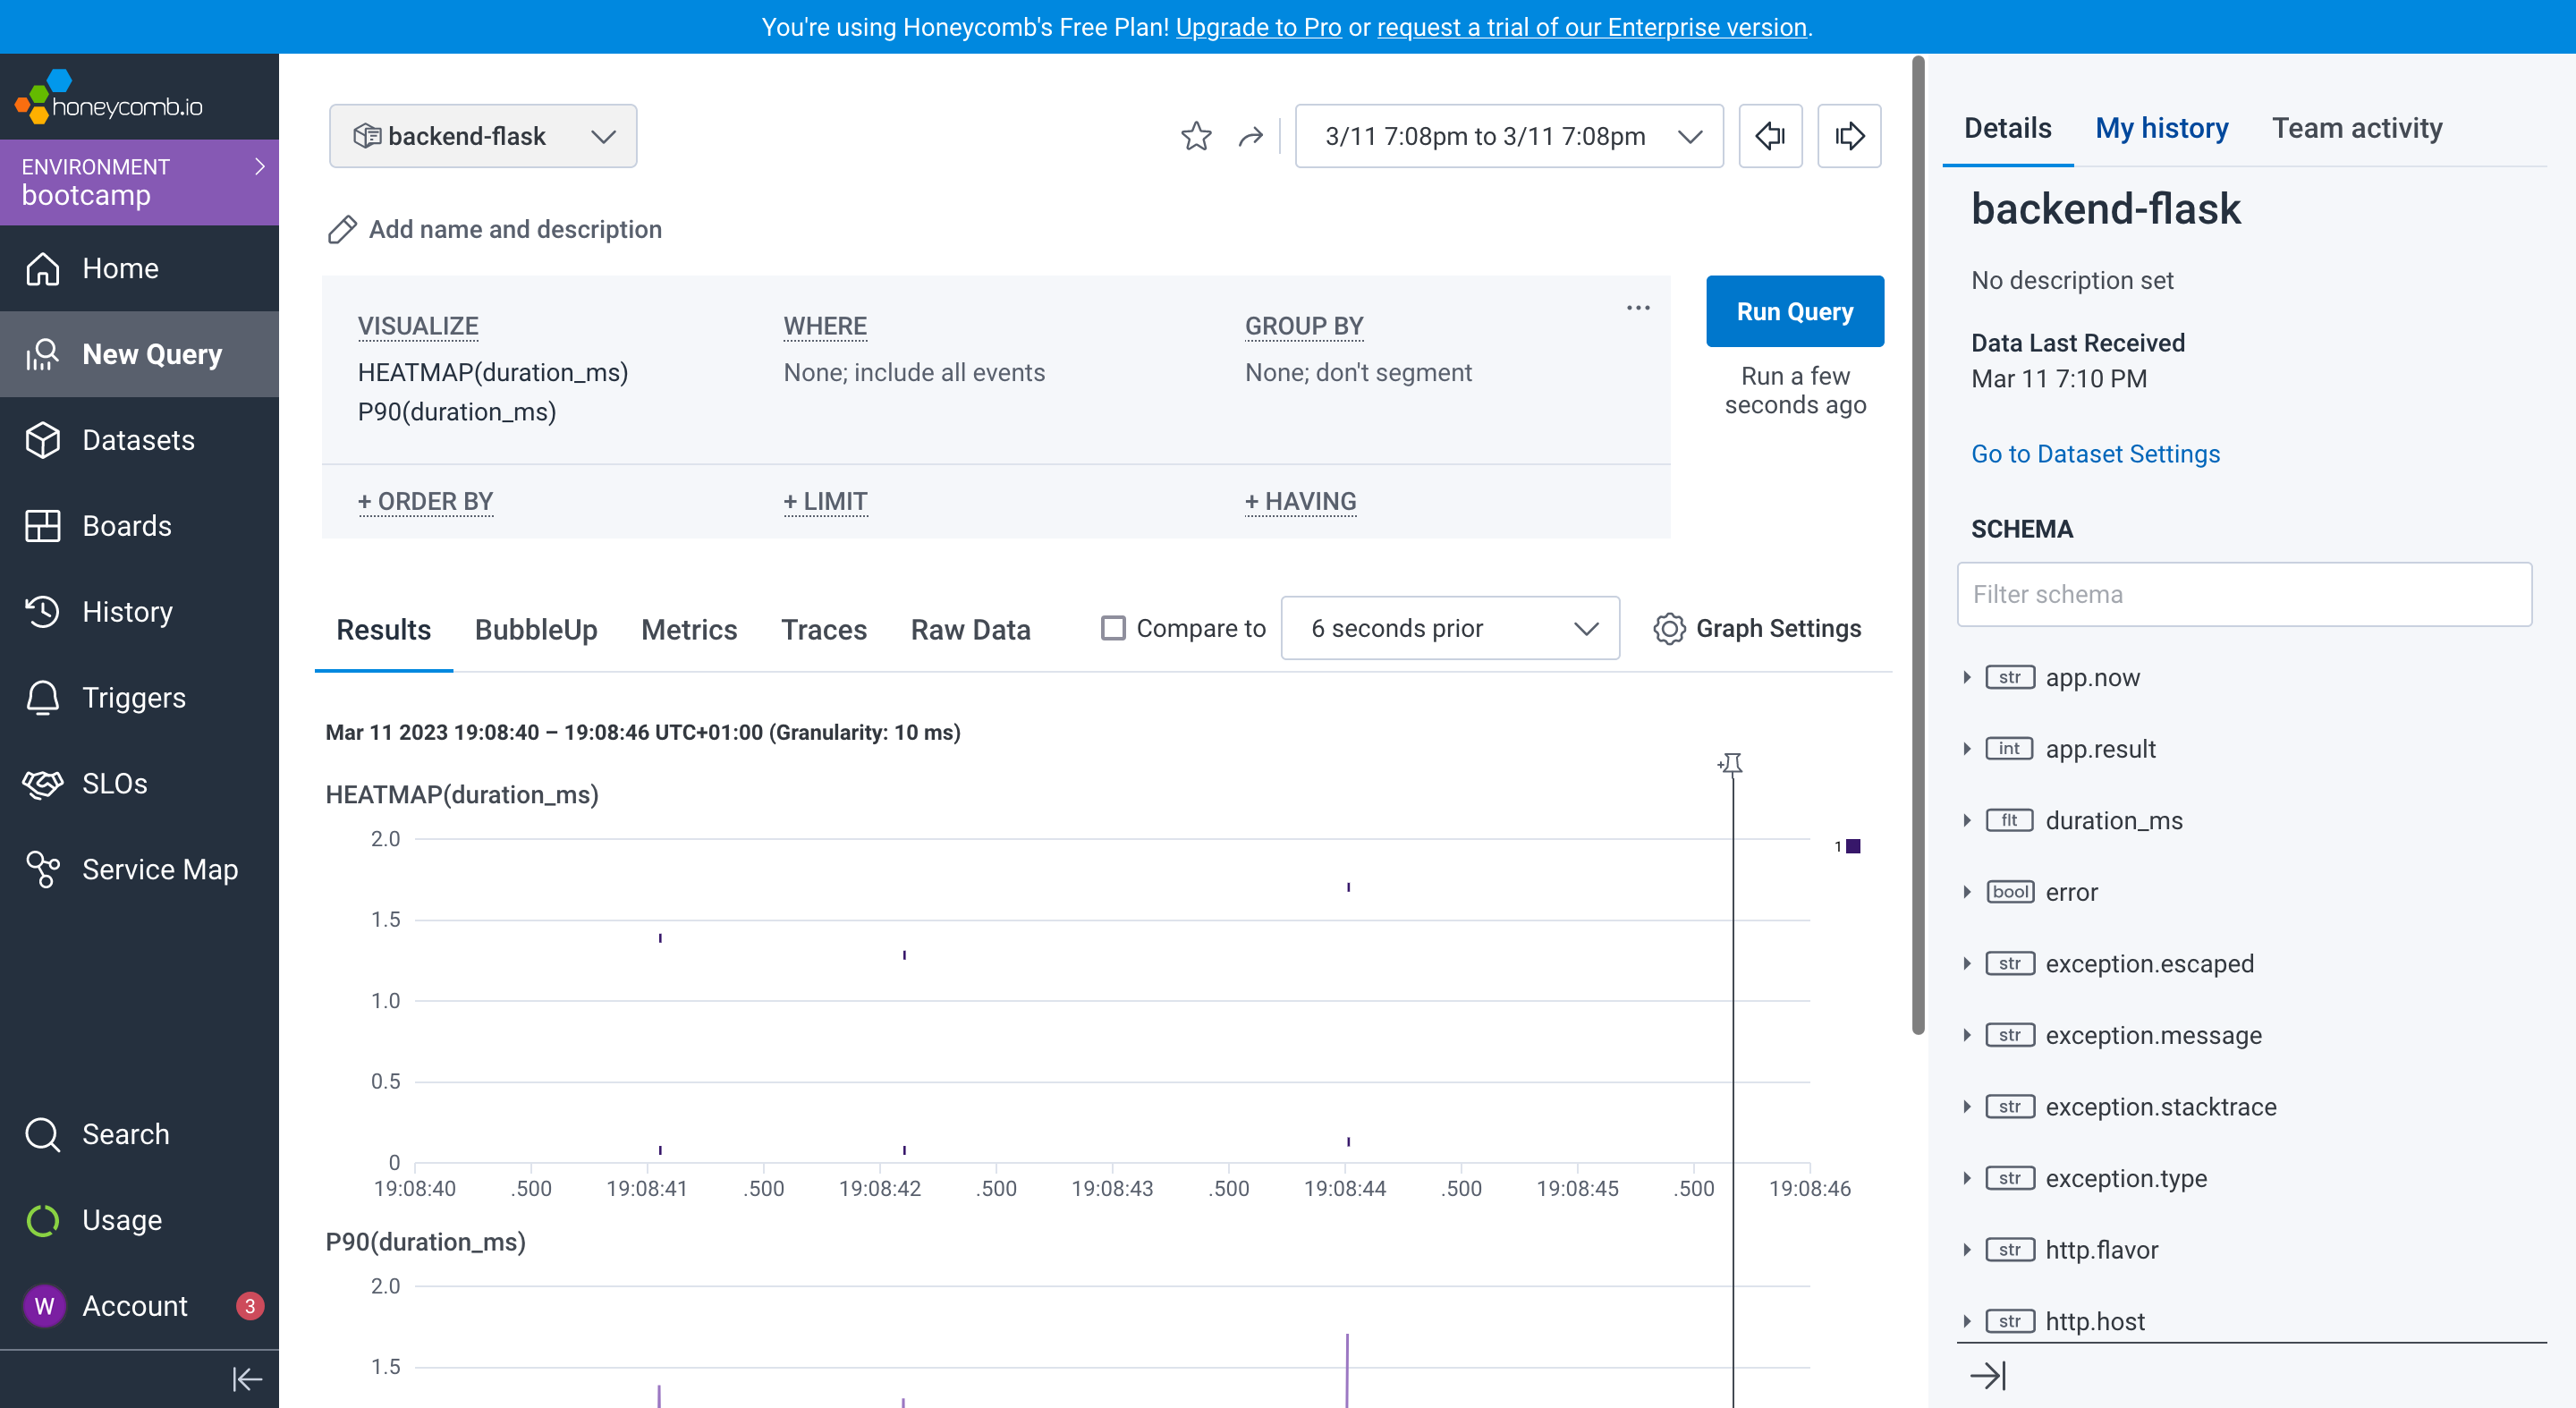 You're using Honeycomb's Free Plan! Upgrade to Pro or request a trial of our Enterprise version.
honeycomb.io
ENVIRONMENT
bootcamp
Home
New Query
Datasets
Boards
History
Triggers
SLOs
Service Map
Search
Usage
W Account 3
backend-flask
3/11 7:08pm to 3/11 7:08pm
Add name and description
VISUALIZE WHERE GROUP BY
HEATMAP(duration_ms) None; include all events None; don't segment
P90(duration_ms)
+ ORDER BY + LIMIT + HAVING
Run Query
Run a few
seconds ago
Results BubbleUp Metrics Traces Raw Data Compare to 6 seconds prior Graph Settings
Mar 11 2023 19:08:40 – 19:08:46 UTC+01:00 (Granularity: 10 ms)
HEATMAP(duration_ms)
2.0
1
1.5
1.0
0.5
0
19:08:40 .500 19:08:41 .500 19:08:42 .500 19:08:43 .500 19:08:44 .500 19:08:45 .500 19:08:46
P90(duration_ms)
2.0
1.5
Details My history Team activity
backend-flask
No description set
Data Last Received
Mar 11 7:10 PM
Go to Dataset Settings
SCHEMA
Filter schema
str app.now
int app.result
flt duration_ms
bool error
str exception.escaped
str exception.message
str exception.stacktrace
str exception.type
str http.flavor
str http.host